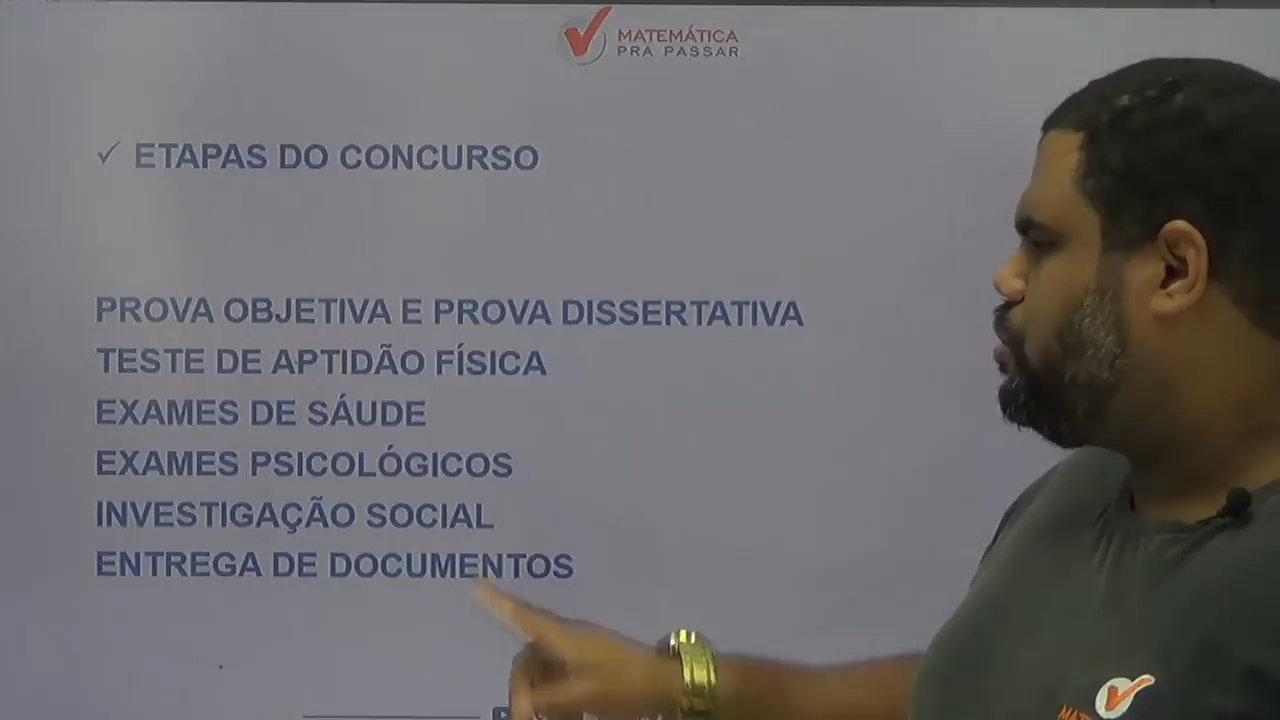 MATEMÁTICA
PRA PASSAR
✓ ETAPAS DO CONCURSO
PROVA OBJETIVA E PROVA DISSERTATIVA
TESTE DE APTIDÃO FÍSICA
EXAMES DE SÁUDE
EXAMES PSICOLÓGICOS
INVESTIGAÇÃO SOCIAL
ENTREGA DE DOCUMENTOS